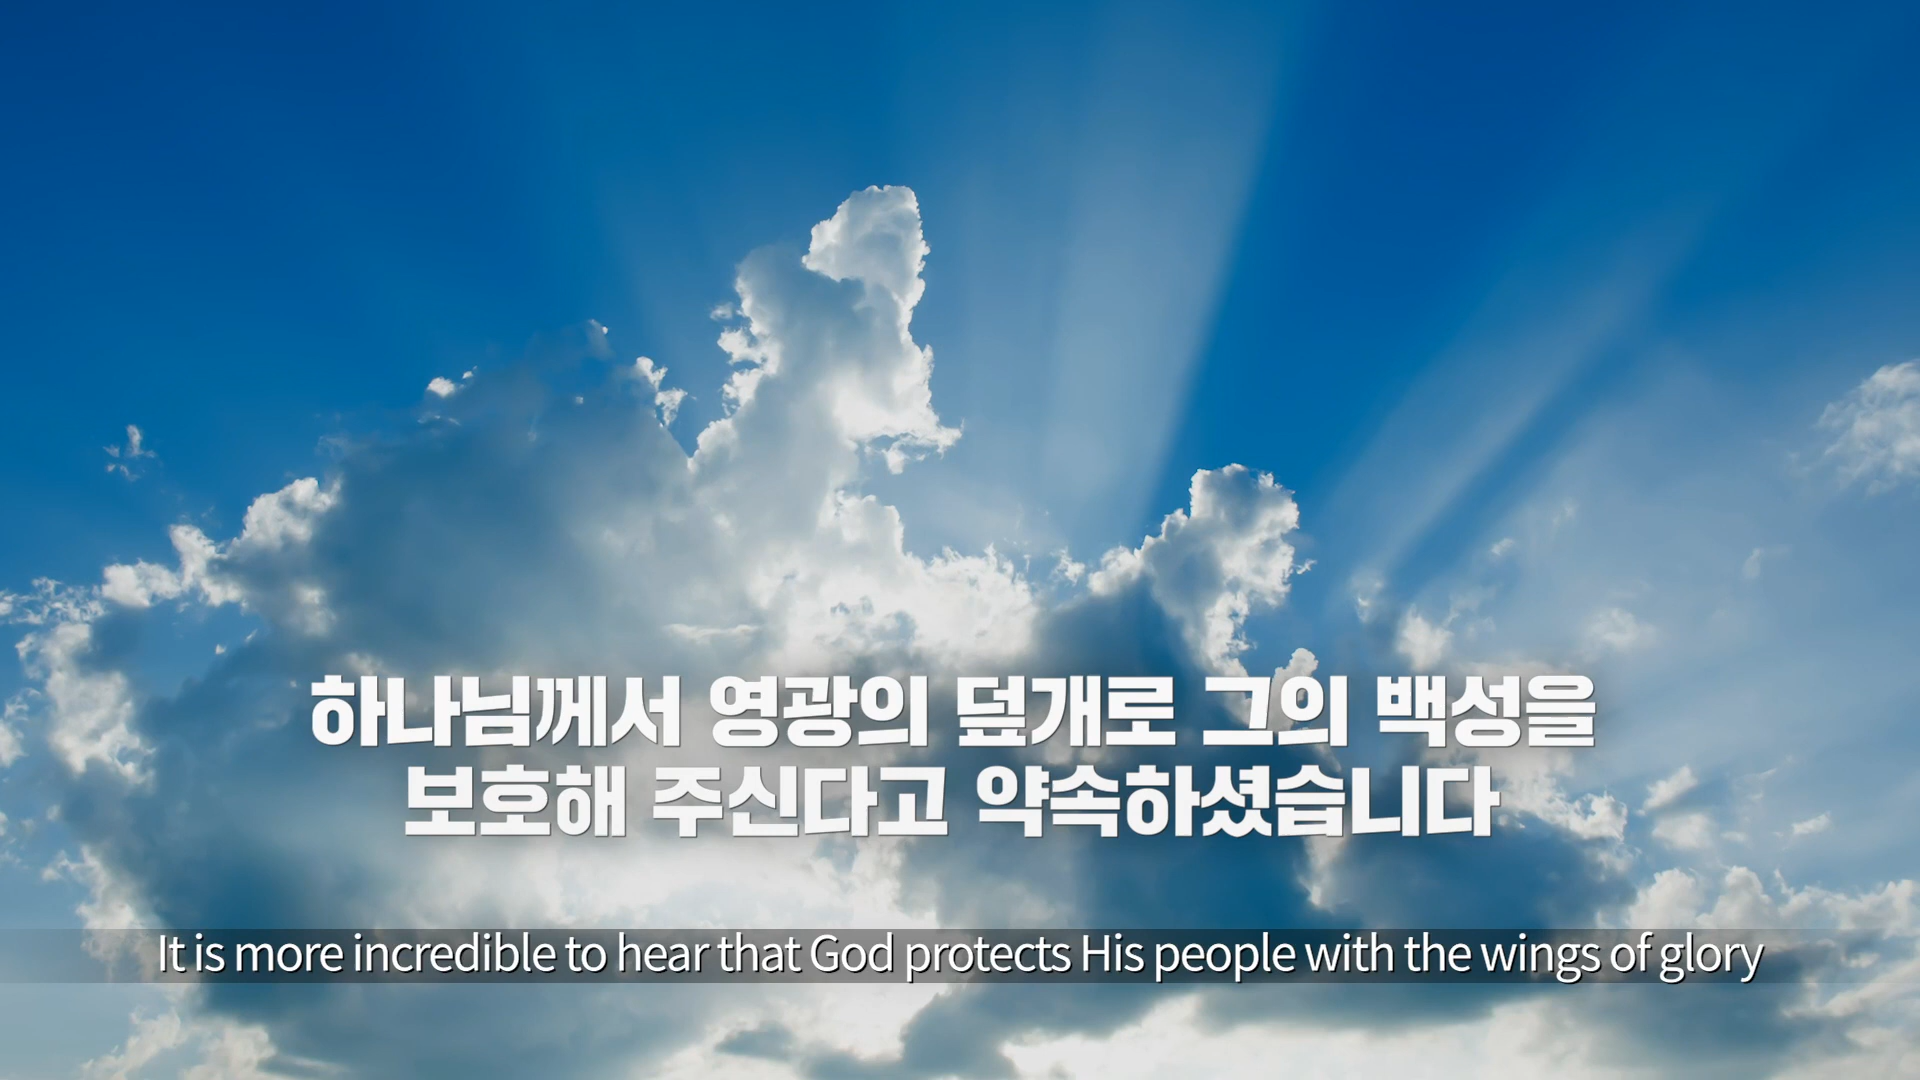 하나님께서 영광의 덮개로 그의 백성을
보호해 주신다고 약속하셨습니다
It is more incredible to hear that God protects His people with the wings of glory